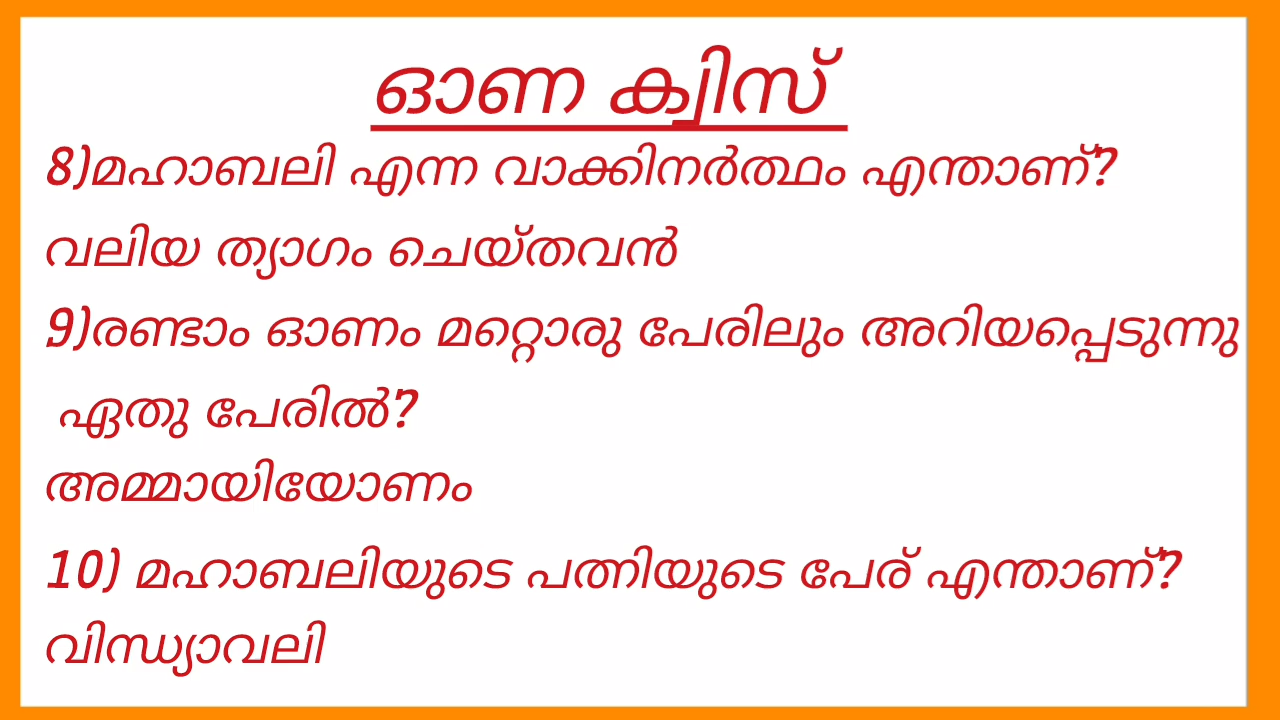 ഓണ ക്വിസ്
8)മഹാബലി എന്ന വാക്കിനർത്ഥം എന്താണ്?
വലിയ ത്യാഗം ചെയ്തവൻ
9)രണ്ടാം ഓണം മറ്റൊരു പേരിലും അറിയപ്പെടുന്നു
ഏതു പേരിൽ?
അമ്മായിയോണം
10) മഹാബലിയുടെ പത്നിയുടെ പേര് എന്താണ്?
വിന്ധ്യാവലി